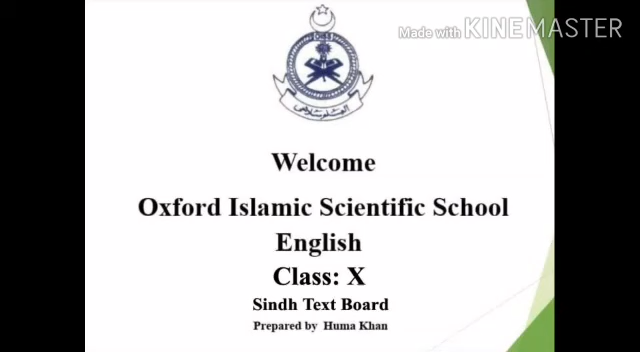 Made with KINEMASTER
Welcome
Oxford Islamic Scientific School
English
Class: X
Sindh Text Board
Prepared by Huma Khan